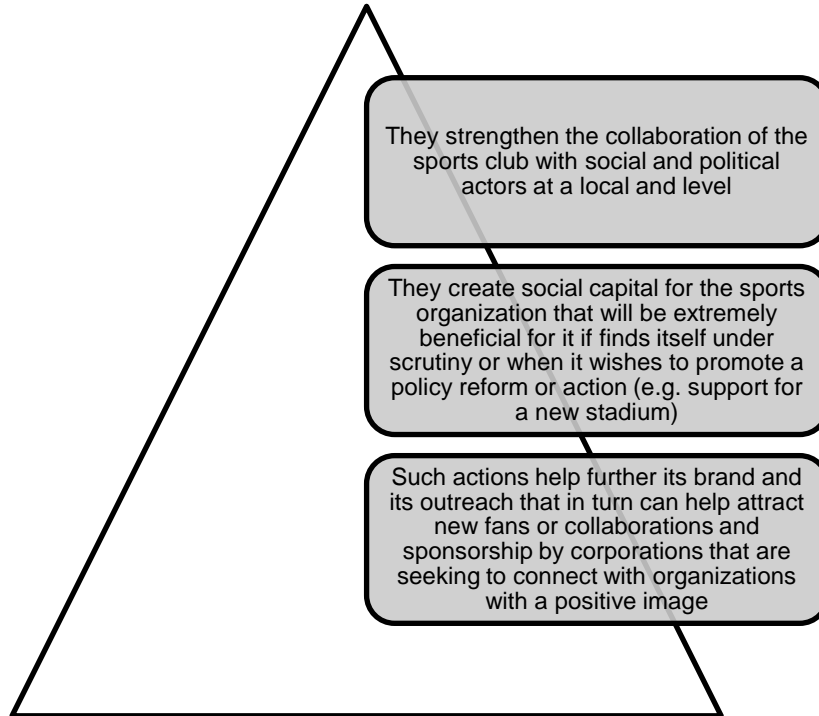 They strengthen the collaboration of the
sports club with social and political
actors at a local and level
They create social capital for the sports
organization that will be extremely
beneficial for it if finds itself under
scrutiny or when it wishes to promote a
policy reform or action (e.g. support for
a new stadium)
Such actions help further its brand and
its outreach that in turn can help attract
new fans or collaborations and
sponsorship by corporations that are
seeking to connect with organizations
with a positive image